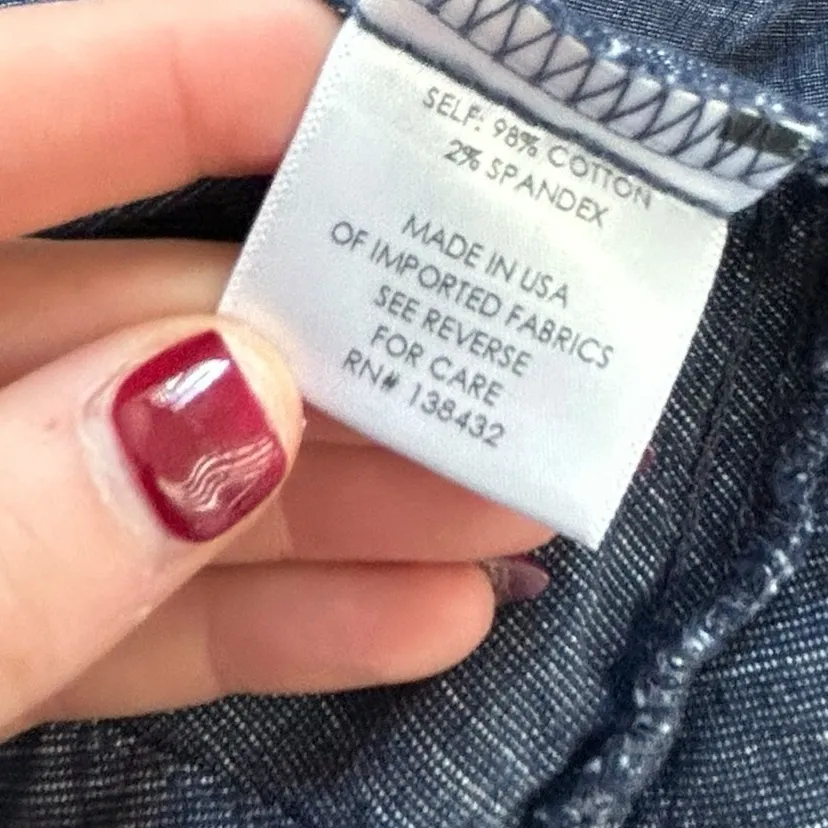 SELF: 98% COTTON
2% SPANDEX
MADE IN USA
OF IMPORTED FABRICS
SEE REVERSE
FOR CARE
RN# 138432